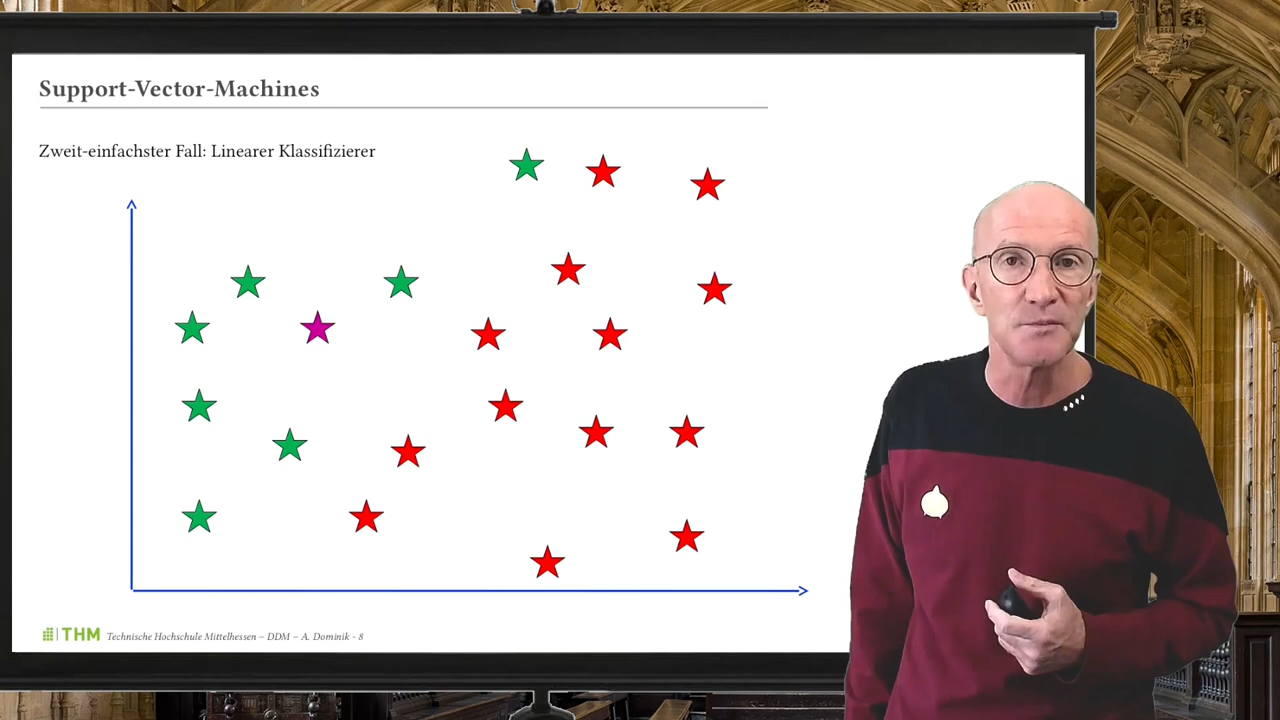 Support-Vector-Machines
Zweit-einfachster Fall: Linearer Klassifizierer
THM Technische Hochschule Mittelhessen – DDM – A. Dominik - 8